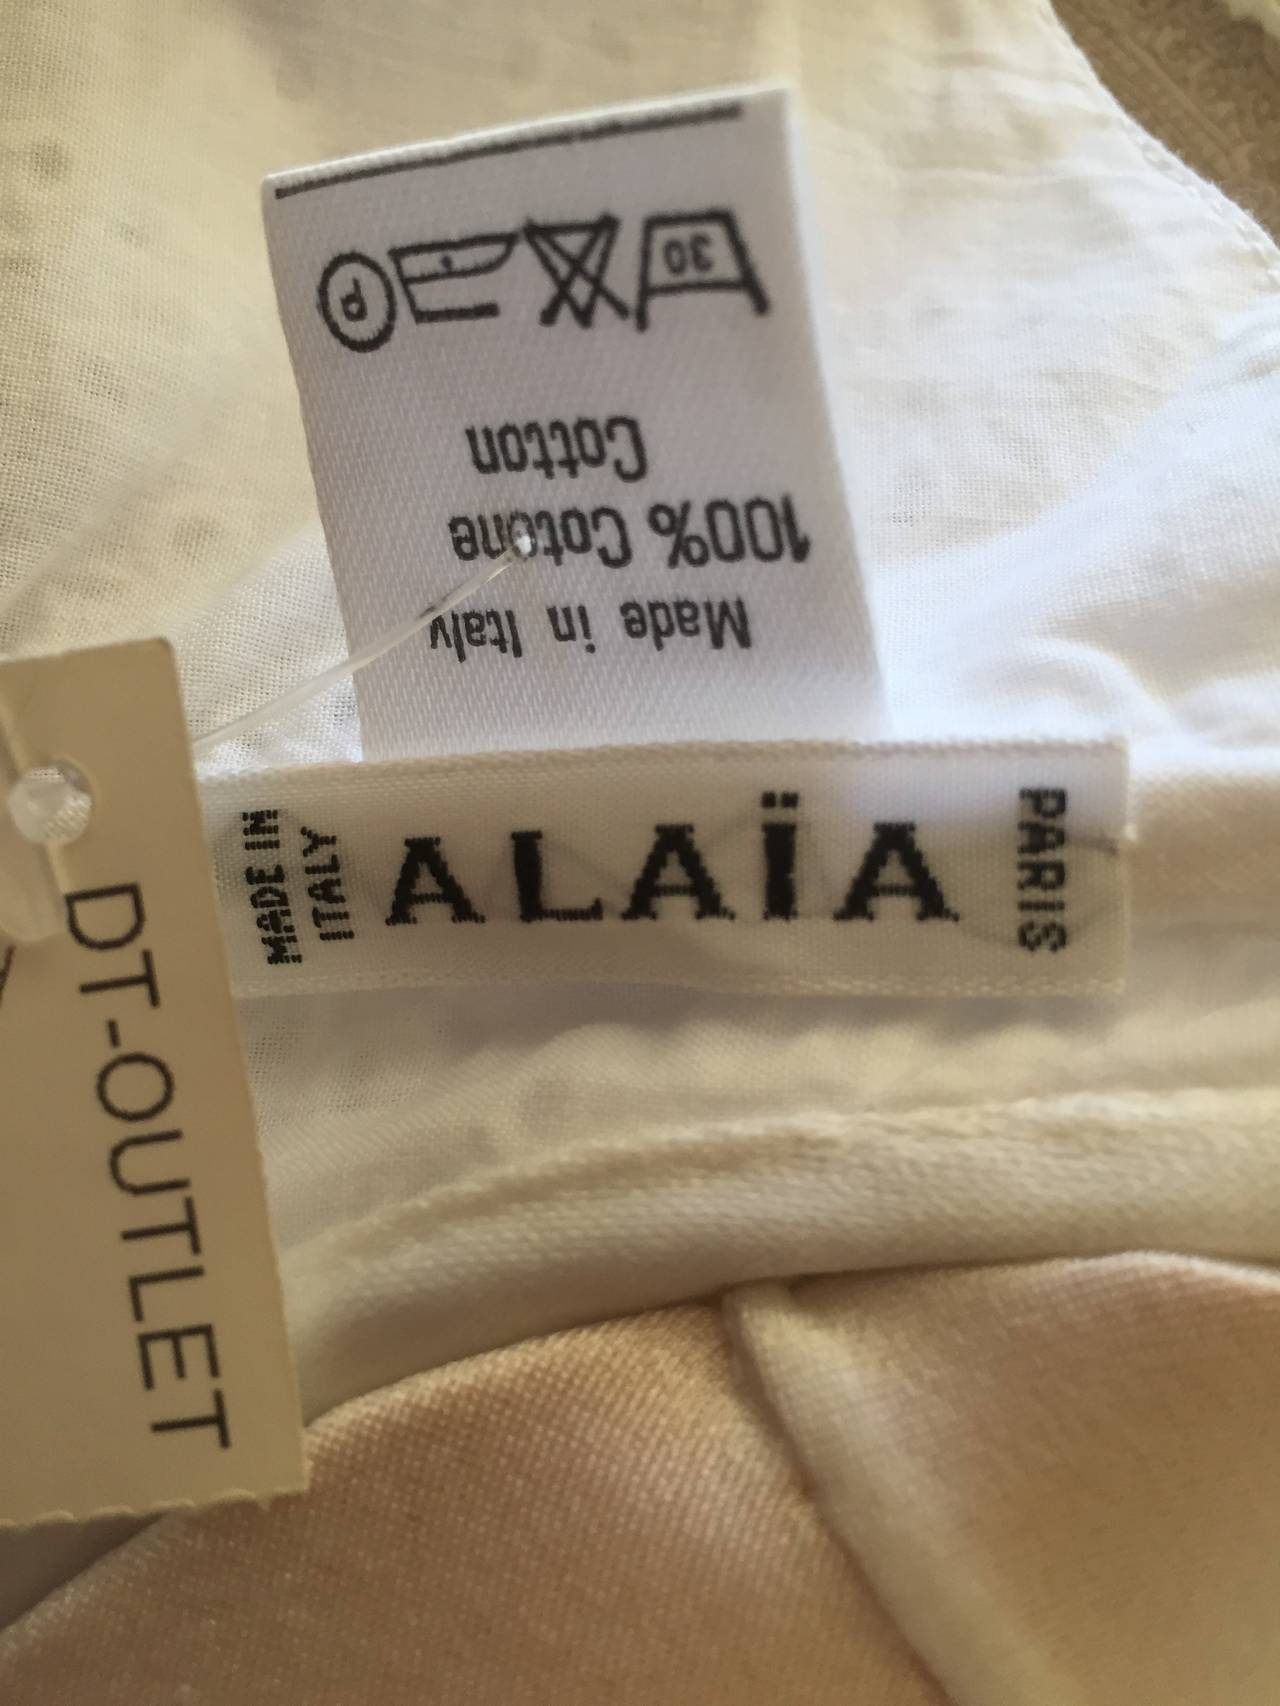 Made in Italy
100% Cotone
Cotton
30
P
MADE IN
ITALY
ALAÏA
PARIS
DT-OUTLET